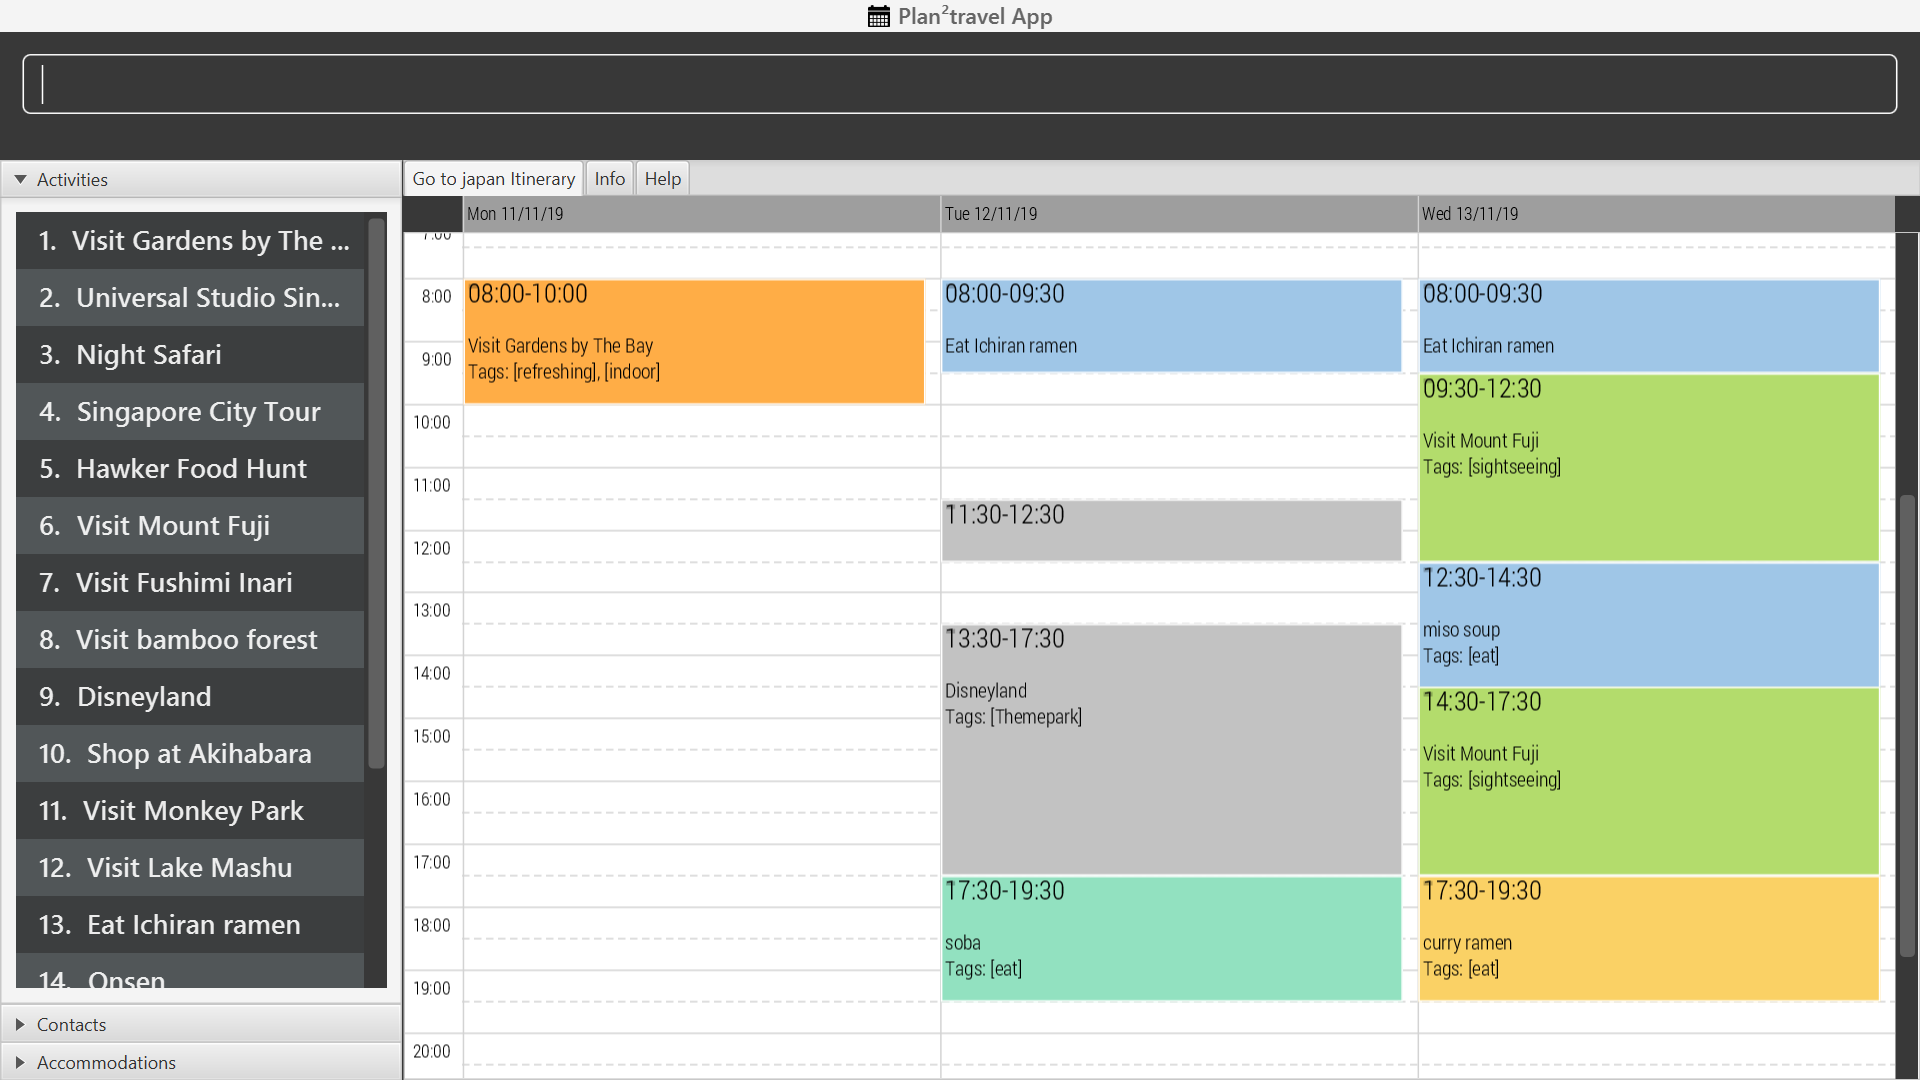 Plan²travel App
Activities
1. Visit Gardens by The ...
2. Universal Studio Sin...
3. Night Safari
4. Singapore City Tour
5. Hawker Food Hunt
6. Visit Mount Fuji
7. Visit Fushimi Inari
8. Visit bamboo forest
9. Disneyland
10. Shop at Akihabara
11. Visit Monkey Park
12. Visit Lake Mashu
13. Eat Ichiran ramen
14. Onsen
Contacts
Accommodations
Go to japan Itinerary
Info
Help
Mon 11/11/19
Tue 12/11/19
Wed 13/11/19
7:00
8:00
9:00
10:00
11:00
12:00
13:00
14:00
15:00
16:00
17:00
18:00
19:00
20:00
08:00-10:00
Visit Gardens by The Bay
Tags: [refreshing], [indoor]
08:00-09:30
Eat Ichiran ramen
11:30-12:30
13:30-17:30
Disneyland
Tags: [Themepark]
17:30-19:30
soba
Tags: [eat]
08:00-09:30
Eat Ichiran ramen
09:30-12:30
Visit Mount Fuji
Tags: [sightseeing]
12:30-14:30
miso soup
Tags: [eat]
14:30-17:30
Visit Mount Fuji
Tags: [sightseeing]
17:30-19:30
curry ramen
Tags: [eat]